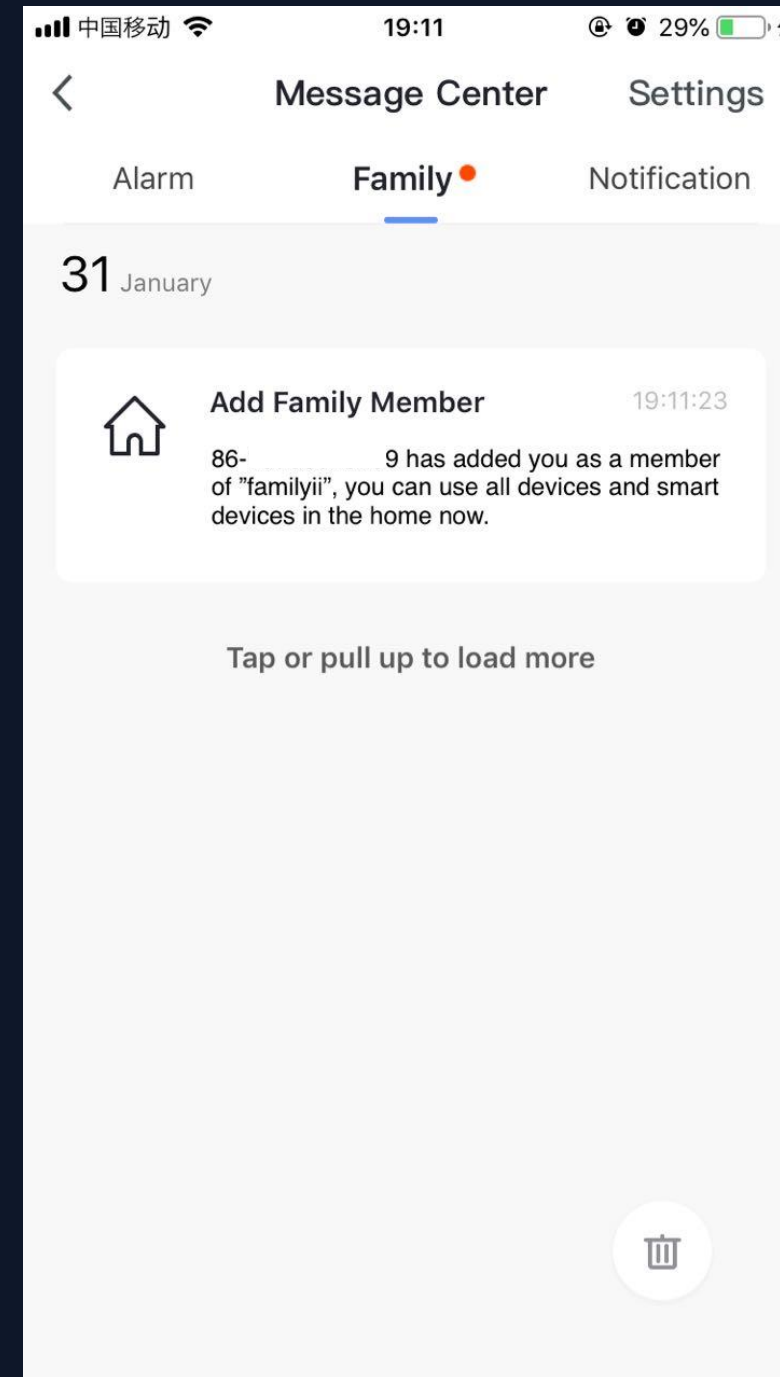 中国移动 19:11 29%
Message Center Settings
Alarm Family Notification
31 January
Add Family Member 19:11:23
86- 9 has added you as a member
of "familyii", you can use all devices and smart
devices in the home now.
Tap or pull up to load more